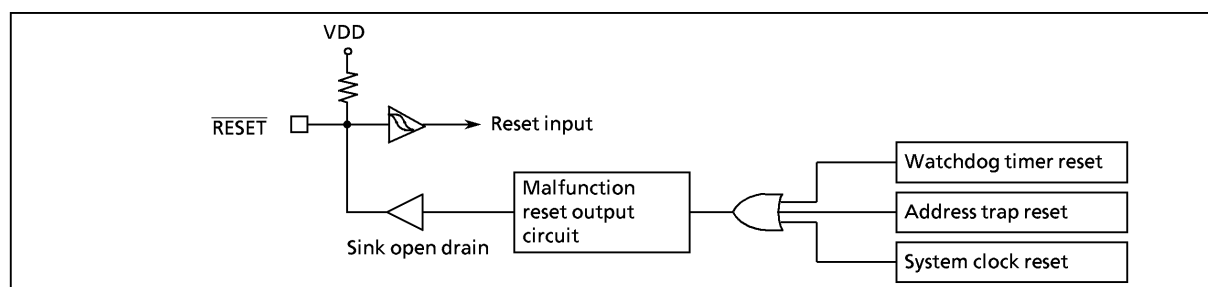 VDD
RESET
Reset input
Watchdog timer reset
Malfunction
reset output
circuit
Address trap reset
Sink open drain
System clock reset